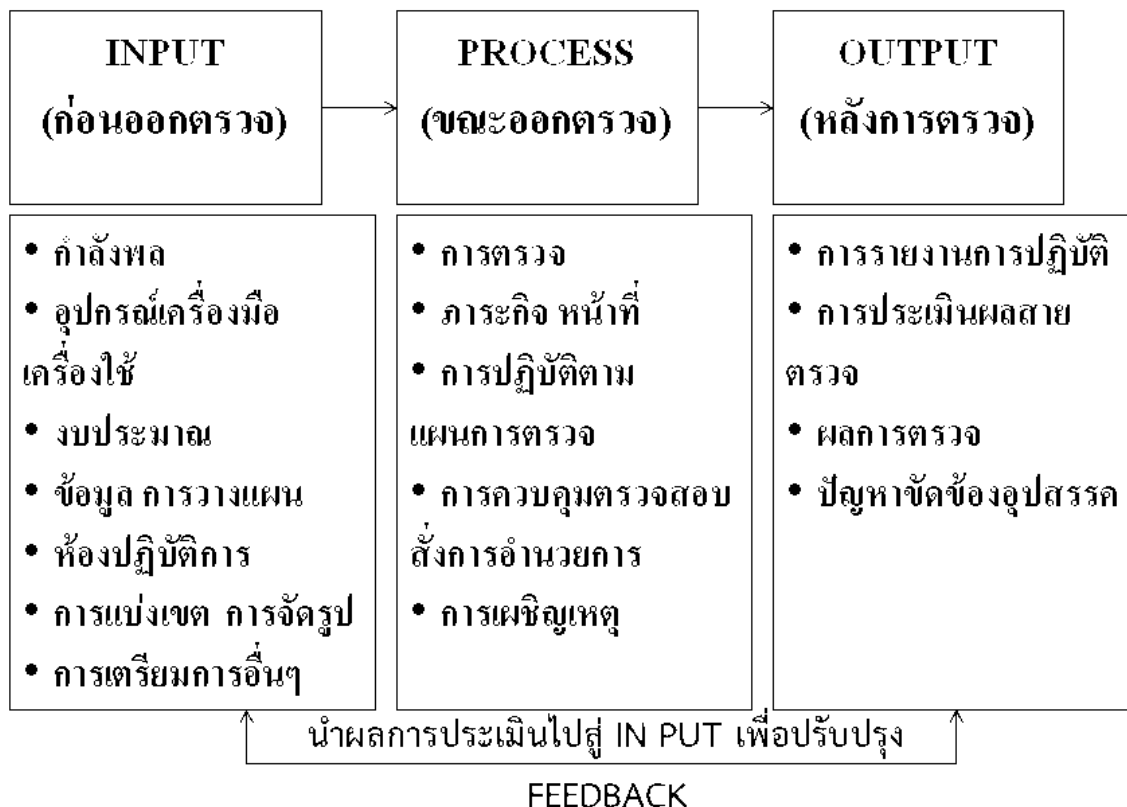 INPUT
(ก่อนออกตรวจ)
PROCESS
(ขณะออกตรวจ)
OUTPUT
(หลังการตรวจ)
• กำลังพล
• อุปกรณ์เครื่องมือ
เครื่องใช้
• งบประมาณ
• ข้อมูล การวางแผน
• ห้องปฏิบัติการ
• การแบ่งเขต การจัดรูป
• การเตรียมการอื่นๆ
• การตรวจ
• ภาระกิจ หน้าที่
• การปฏิบัติตาม
แผนการตรวจ
• การควบคุมตรวจสอบ
สั่งการอำนวยการ
• การเผชิญเหตุ
• การรายงานการปฏิบัติ
• การประเมินผลสาย
ตรวจ
• ผลการตรวจ
• ปัญหาขัดข้องอุปสรรค
นำผลการประเมินไปสู่ IN PUT เพื่อปรับปรุง
FEEDBACK